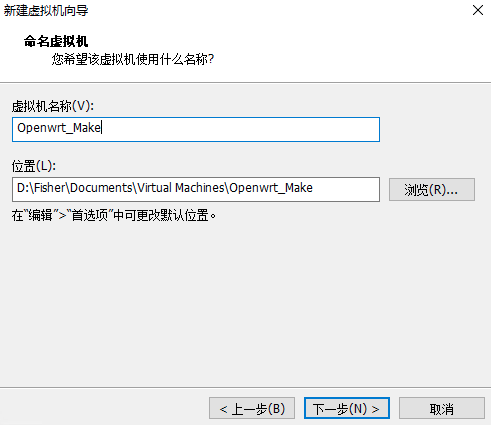 新建虚拟机向导
命名虚拟机
您希望该虚拟机使用什么名称?
虚拟机名称(V):
Openwrt_Make
位置(L):
D:\Fisher\Documents\Virtual Machines\Openwrt_Make
浏览(R)...
在"编辑">"首选项"中可更改默认位置。
< 上一步(B)
下一步(N) >
取消